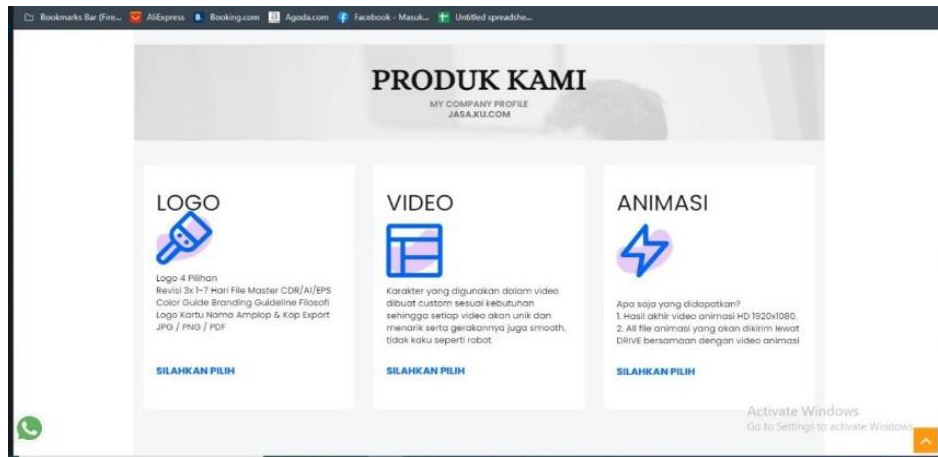 Bookmarks Bar (Fire...
AliExpress
Booking.com
Agoda.com
Facebook - Masuk...
Untitled spreadshe...
PRODUK KAMI
MY COMPANY PROFILE
JASA.KU.COM
LOGO
Logo 4 Pilihan
Revisi 3x 1-7 Hari File Master CDR/AI/EPS
Color Guide Branding Guideline Filosofi
Logo Kartu Nama Amplop & Kop Export
JPG / PNG / PDF
SILAHKAN PILIH
VIDEO
Karakter yang digunakan dalam video
dibuat custom sesuai kebutuhan
sehingga setiap video akan unik dan
menarik serta gerakannya juga smooth,
tidak kaku seperti robot
SILAHKAN PILIH
ANIMASI
Apa saja yang didapatkan?
1. Hasil akhir video animasi HD 1920x1080.
2. All file animasi yang akan dikirim lewat
DRIVE bersamaan dengan video animasi
SILAHKAN PILIH
Activate Windows
Go to Settings to activate Windows.